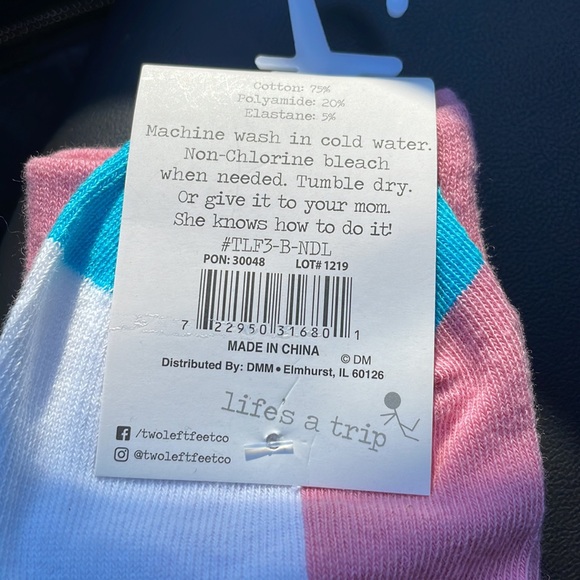 Cotton: 75%
Polyamide: 20%
Elastane: 5%
Machine wash in cold water.
Non-Chlorine bleach
when needed. Tumble dry.
Or give it to your mom.
She knows how to do it!
#TLF3-B-NDL
PON: 30048 LOT# 1219
7 22950 31680 1
MADE IN CHINA
© DM
Distributed By: DMM • Elmhurst, IL 60126
life's a trip
/twoleftfeetco
@twoleftfeetco